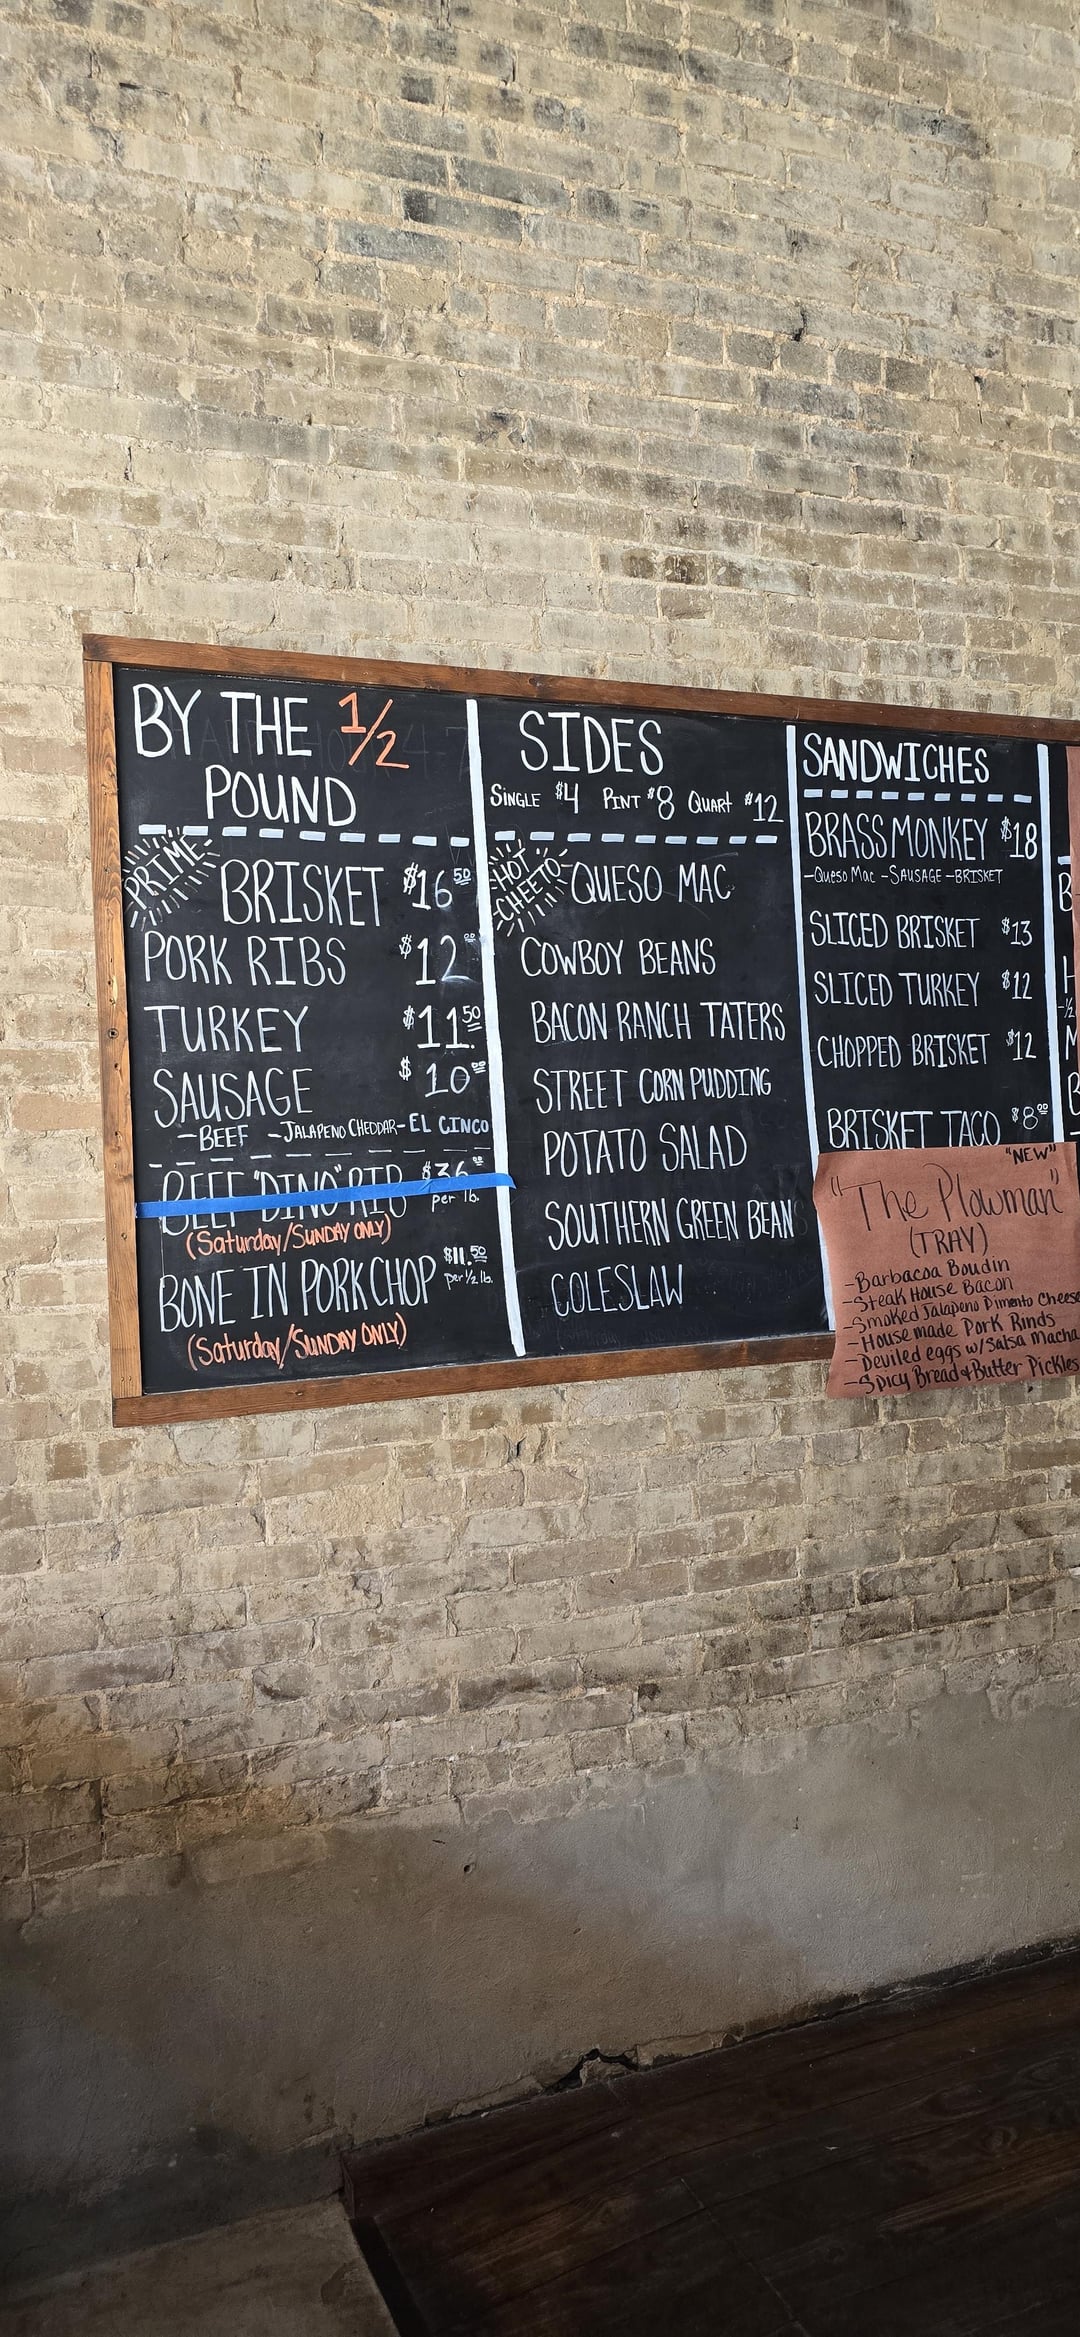 BY THE 1/2
POUND
PRIME
BRISKET $16.50
PORK RIBS $12.00
TURKEY $11.50
SAUSAGE $10.00
-BEEF -JALAPENO CHEDDAR -EL CINCO
BEEF "DINO" RIB $36.00
per lb.
(Saturday/SUNDAY ONLY)
BONE IN PORK CHOP $11.50
per 1/2 lb.
(Saturday/SUNDAY ONLY)
SIDES
SINGLE $4 PINT $8 QUART $12
HOT
CHEETO
QUESO MAC
COWBOY BEANS
BACON RANCH TATERS
STREET CORN PUDDING
POTATO SALAD
SOUTHERN GREEN BEANS
COLESLAW
SANDWICHES
BRASS MONKEY $18
-QUESO MAC -SAUSAGE -BRISKET
SLICED BRISKET $13
SLICED TURKEY $12
CHOPPED BRISKET $12
BRISKET TACO $8.00
"NEW"
"The Plowman"
(TRAY)
-Barbacoa Boudin
-Steak House Bacon
-Smoked Jalapeno Pimento Cheese
-House made Pork Rinds
-Deviled eggs w/Salsa Macha
-Spicy Bread & Butter Pickles